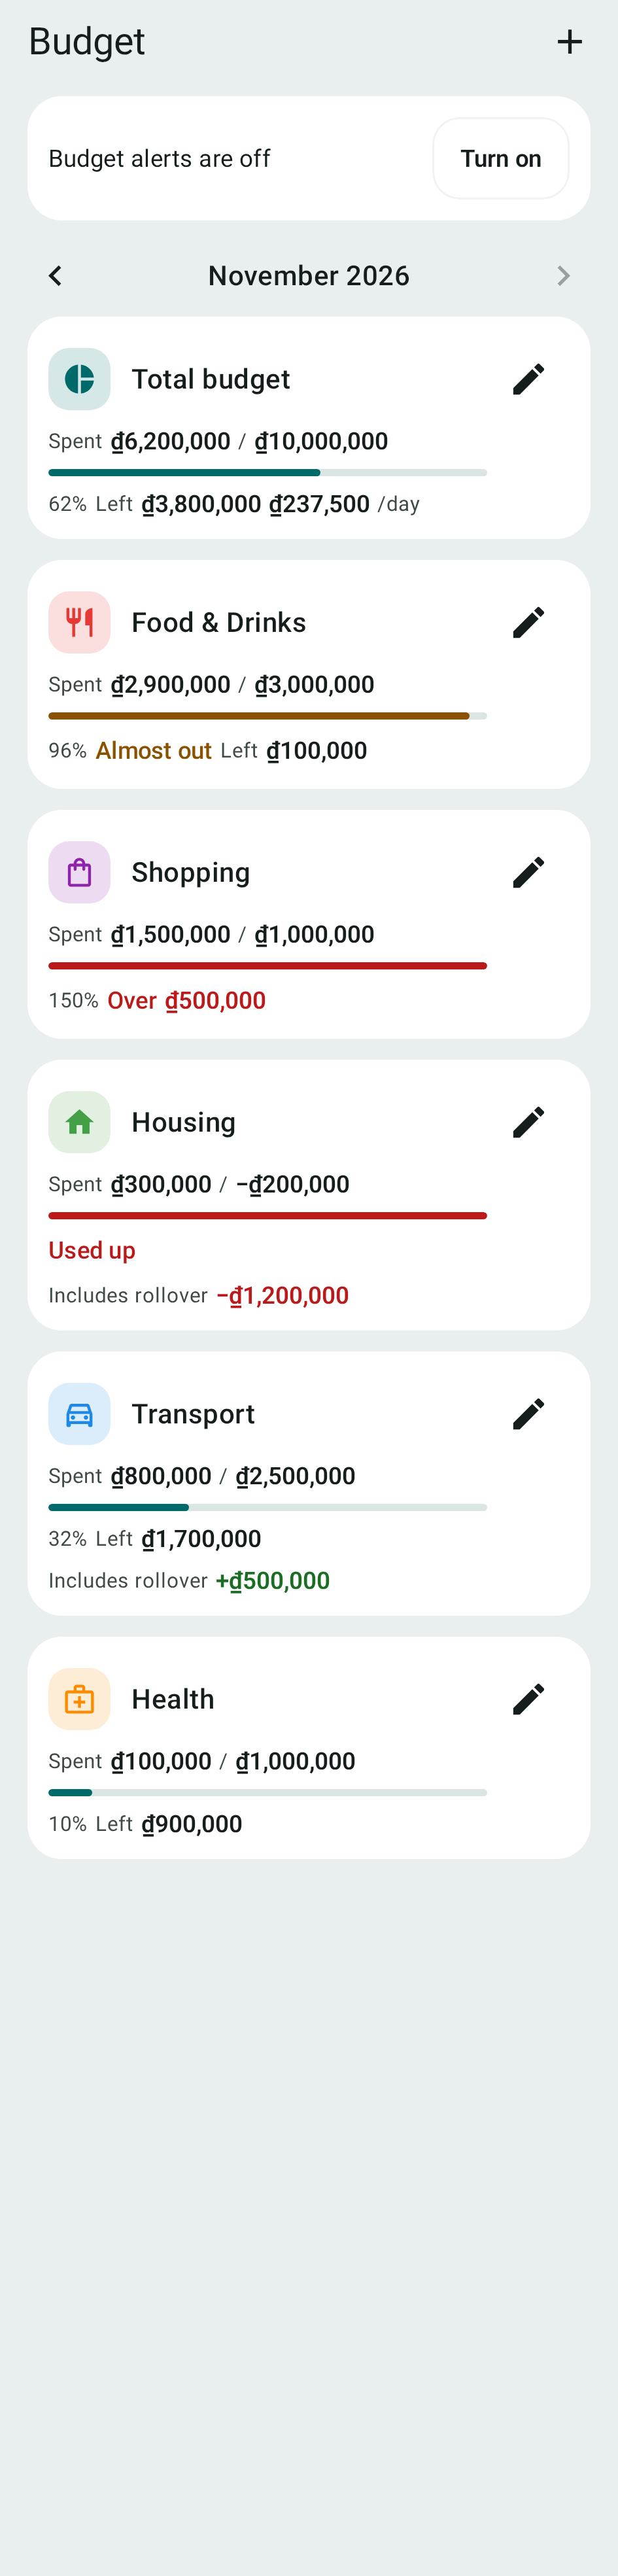 Budget
Budget alerts are off
Turn on
November 2026
Total budget
Spent ₫6,200,000 / ₫10,000,000
62% Left ₫3,800,000 ₫237,500 /day
Food & Drinks
Spent ₫2,900,000 / ₫3,000,000
96% Almost out Left ₫100,000
Shopping
Spent ₫1,500,000 / ₫1,000,000
150% Over ₫500,000
Housing
Spent ₫300,000 / −₫200,000
Used up
Includes rollover −₫1,200,000
Transport
Spent ₫800,000 / ₫2,500,000
32% Left ₫1,700,000
Includes rollover +₫500,000
Health
Spent ₫100,000 / ₫1,000,000
10% Left ₫900,000